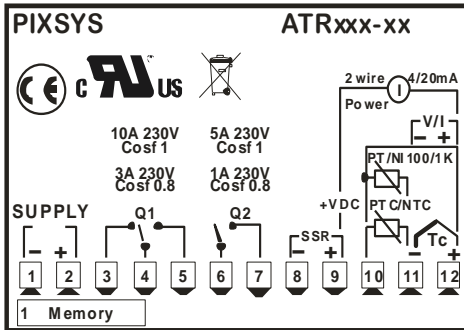 PIXSYS ATRxxx-xx
CE c RU US
2 wire Power I 4/20mA
V/I
- +
10A 230V
Cosf 1
5A 230V
Cosf 1
3A 230V
Cosf 0.8
1A 230V
Cosf 0.8
PT/NI 100/1K
PTC/NTC
SUPPLY
- +
Q1
Q2
+VDC
SSR
- +
Tc
- +
1 2 3 4 5 6 7 8 9 10 11 12
1 Memory